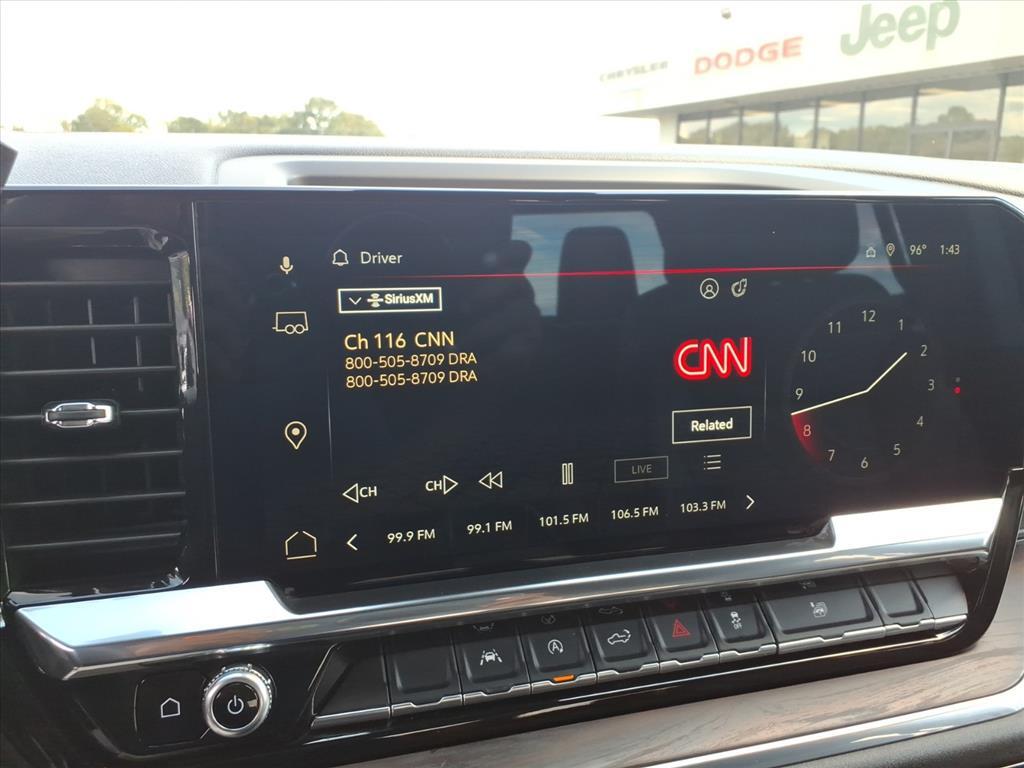 CHRYSLER DODGE Jeep
Driver
96° 1:43
SiriusXM
Ch 116 CNN
800-505-8709 DRA
800-505-8709 DRA
CNN
Related
12
1
2
3
4
5
6
7
8
9
10
11
CH
CH
LIVE
99.9 FM 99.1 FM 101.5 FM 106.5 FM 103.3 FM
A
OFF